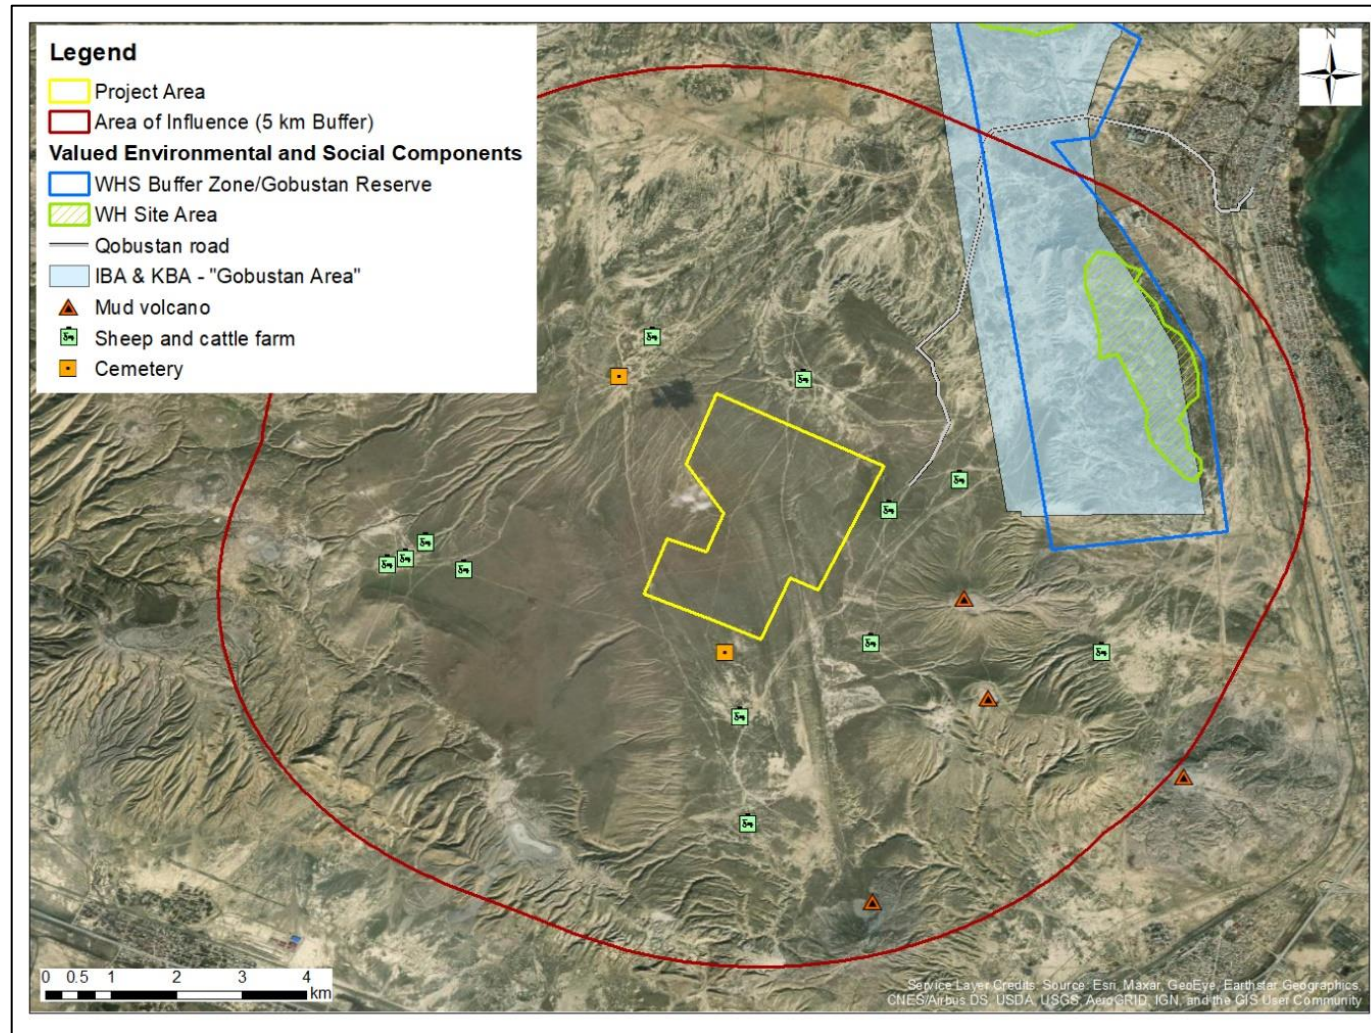 Legend
Project Area
Area of Influence (5 km Buffer)
Valued Environmental and Social Components
WHS Buffer Zone/Gobustan Reserve
WH Site Area
Qobustan road
IBA & KBA - "Gobustan Area"
Mud volcano
Sheep and cattle farm
Cemetery
N
0 0.5 1 2 3 4
km
Service Layer Credits: Source: Esri, Maxar, GeoEye, Earthstar Geographics,
CNES/Airbus DS, USDA, USGS, AeroGRID, IGN, and the GIS User Community